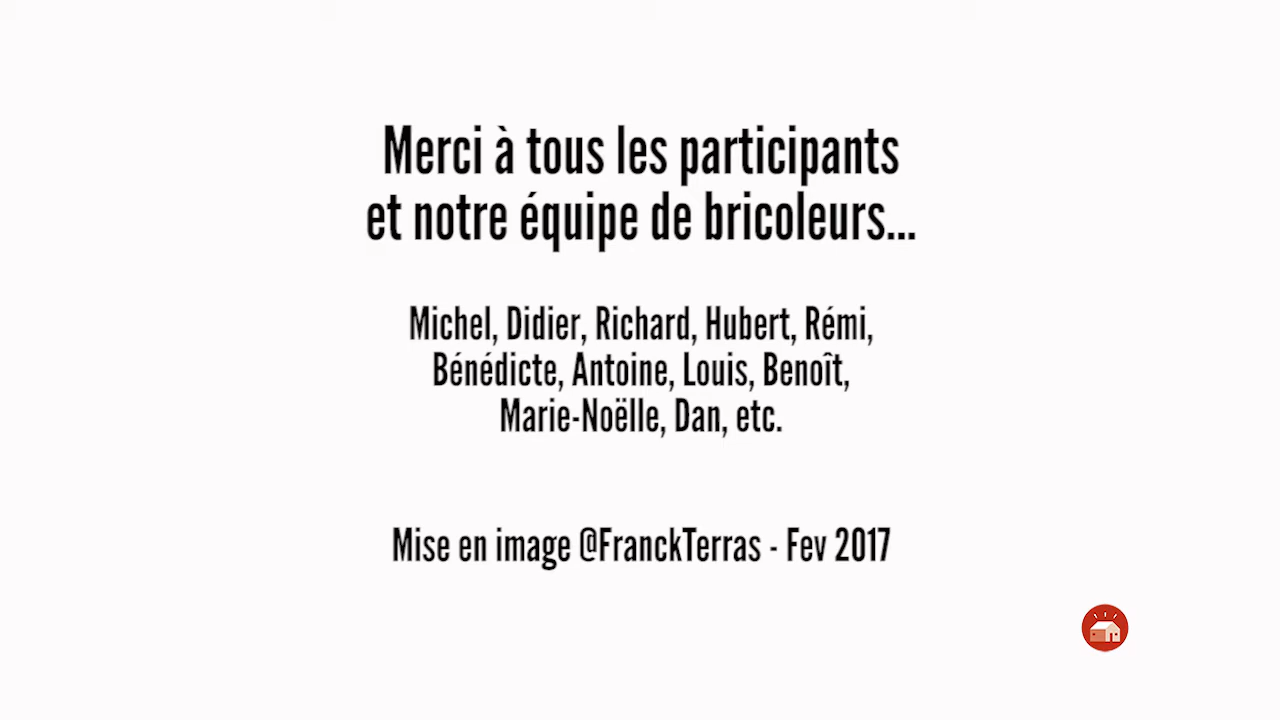 Merci à tous les participants
et notre équipe de bricoleurs...
Michel, Didier, Richard, Hubert, Rémi,
Bénédicte, Antoine, Louis, Benoît,
Marie-Noëlle, Dan, etc.
Mise en image @FranckTerras - Fev 2017